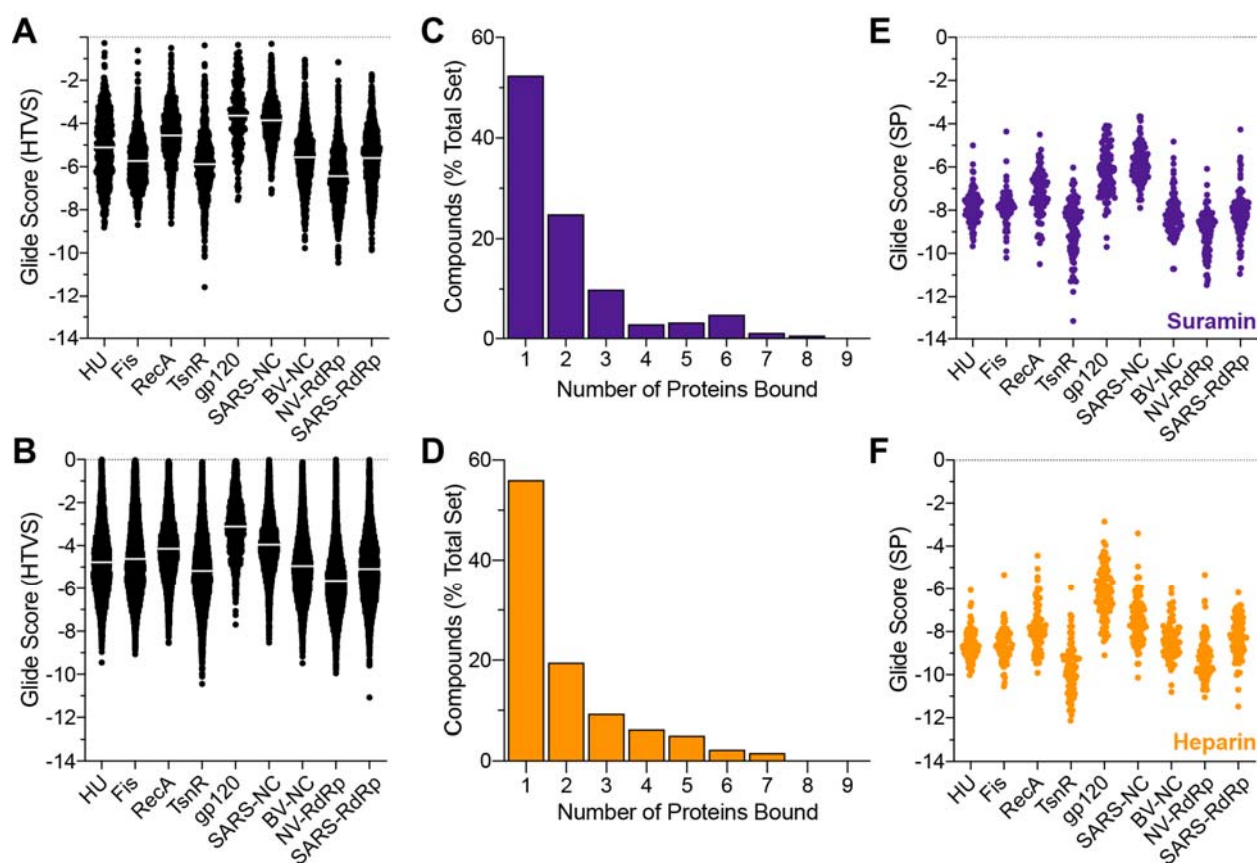 A
Glide Score (HTVS)
-2
-4
-6
-8
-10
-12
-14
HU
Fis
RecA
TsnR
gp120
SARS-NC
BV-NC
NV-RdRp
SARS-RdRp
C
Compounds (% Total Set)
60
40
20
0
1 2 3 4 5 6 7 8 9
Number of Proteins Bound
E
Glide Score (SP)
0
-2
-4
-6
-8
-10
-12
-14
Suramin
HU
Fis
RecA
TsnR
gp120
SARS-NC
BV-NC
NV-RdRp
SARS-RdRp
B
Glide Score (HTVS)
0
-2
-4
-6
-8
-10
-12
-14
HU
Fis
RecA
TsnR
gp120
SARS-NC
BV-NC
NV-RdRp
SARS-RdRp
D
Compounds (% Total Set)
60
40
20
0
1 2 3 4 5 6 7 8 9
Number of Proteins Bound
F
Glide Score (SP)
0
-2
-4
-6
-8
-10
-12
-14
Heparin
HU
Fis
RecA
TsnR
gp120
SARS-NC
BV-NC
NV-RdRp
SARS-RdRp